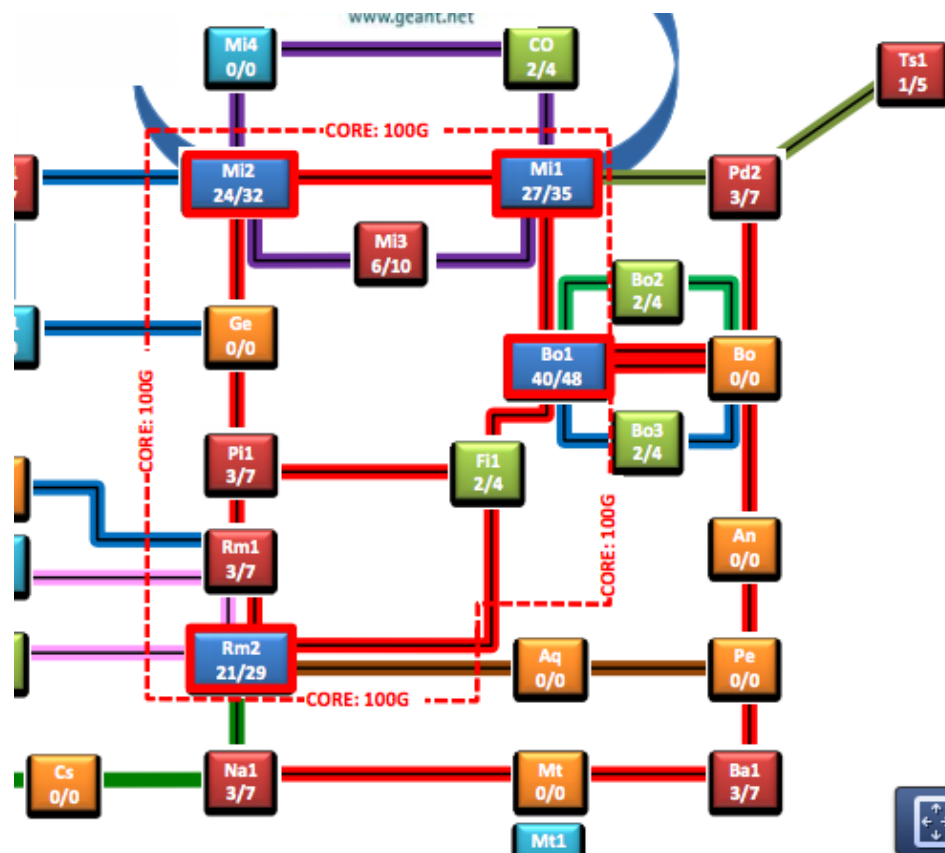 www.geant.net
Mi4
0/0
CO
2/4
Ts1
1/5
CORE: 100G
Mi2
24/32
Mi1
27/35
Pd2
3/7
Mi3
6/10
Bo2
2/4
Ge
0/0
Bo1
40/48
Bo
0/0
CORE: 100G
Bo3
2/4
Pi1
3/7
Fi1
2/4
CORE: 100G
Rm1
3/7
An
0/0
Rm2
21/29
Aq
0/0
Pe
0/0
CORE: 100G
Cs
0/0
Na1
3/7
Mt
0/0
Ba1
3/7
Mt1